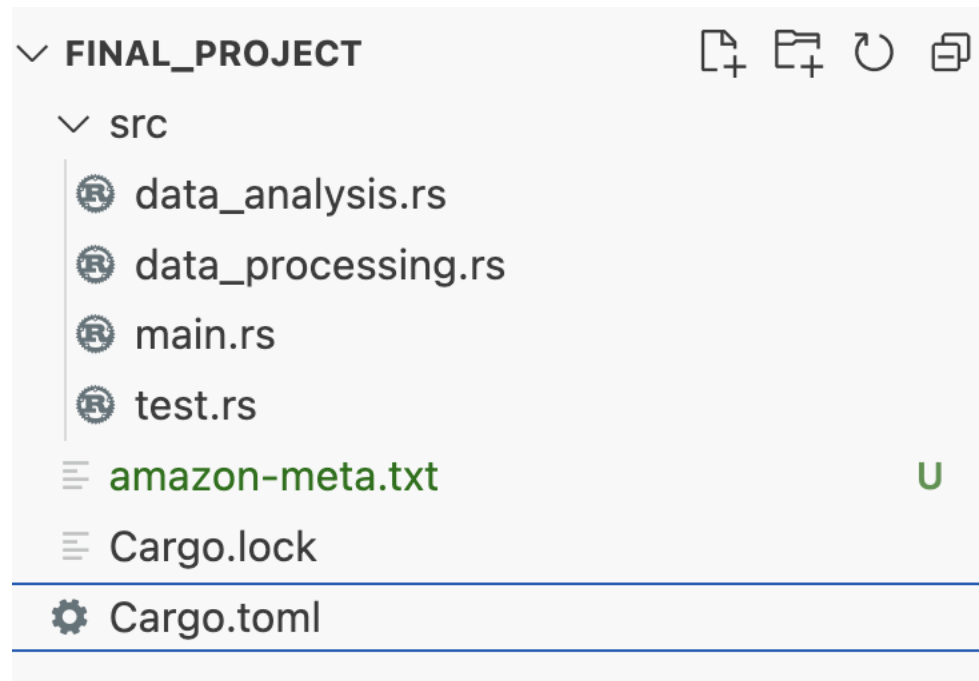 FINAL_PROJECT
src
data_analysis.rs
data_processing.rs
main.rs
test.rs
amazon-meta.txt U
Cargo.lock
Cargo.toml